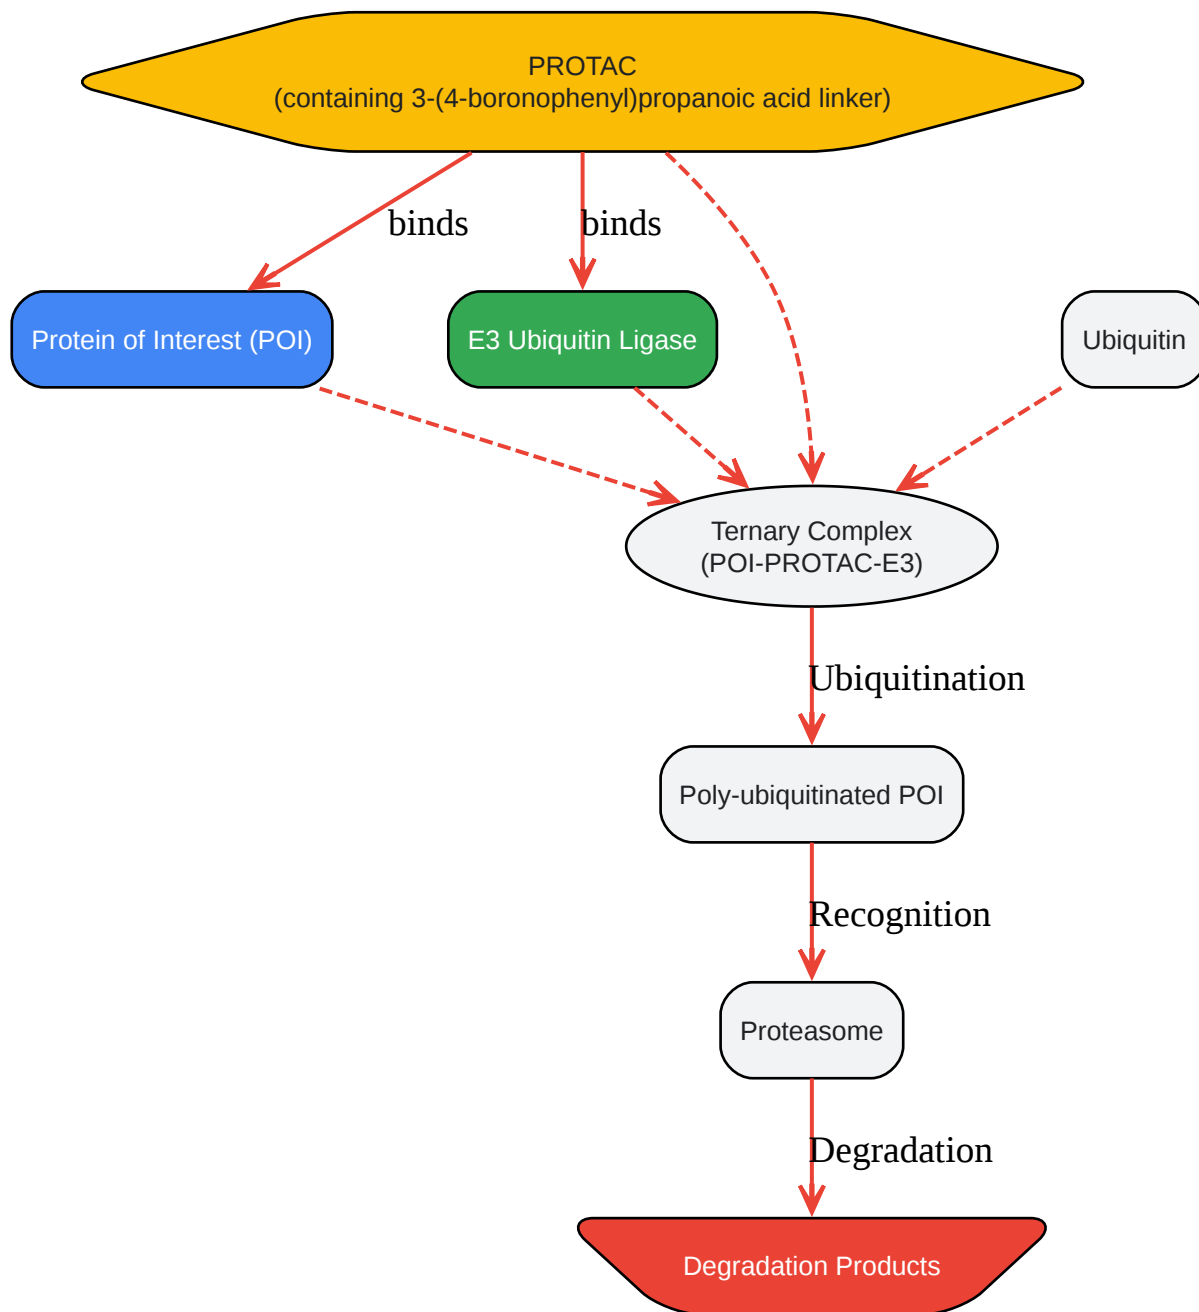 PROTAC
(containing 3-(4-boronophenyl)propanoic acid linker)
binds
binds
Protein of Interest (POI)
E3 Ubiquitin Ligase
Ubiquitin
Ternary Complex
(POI-PROTAC-E3)
Ubiquitination
Poly-ubiquitinated POI
Recognition
Proteasome
Degradation
Degradation Products